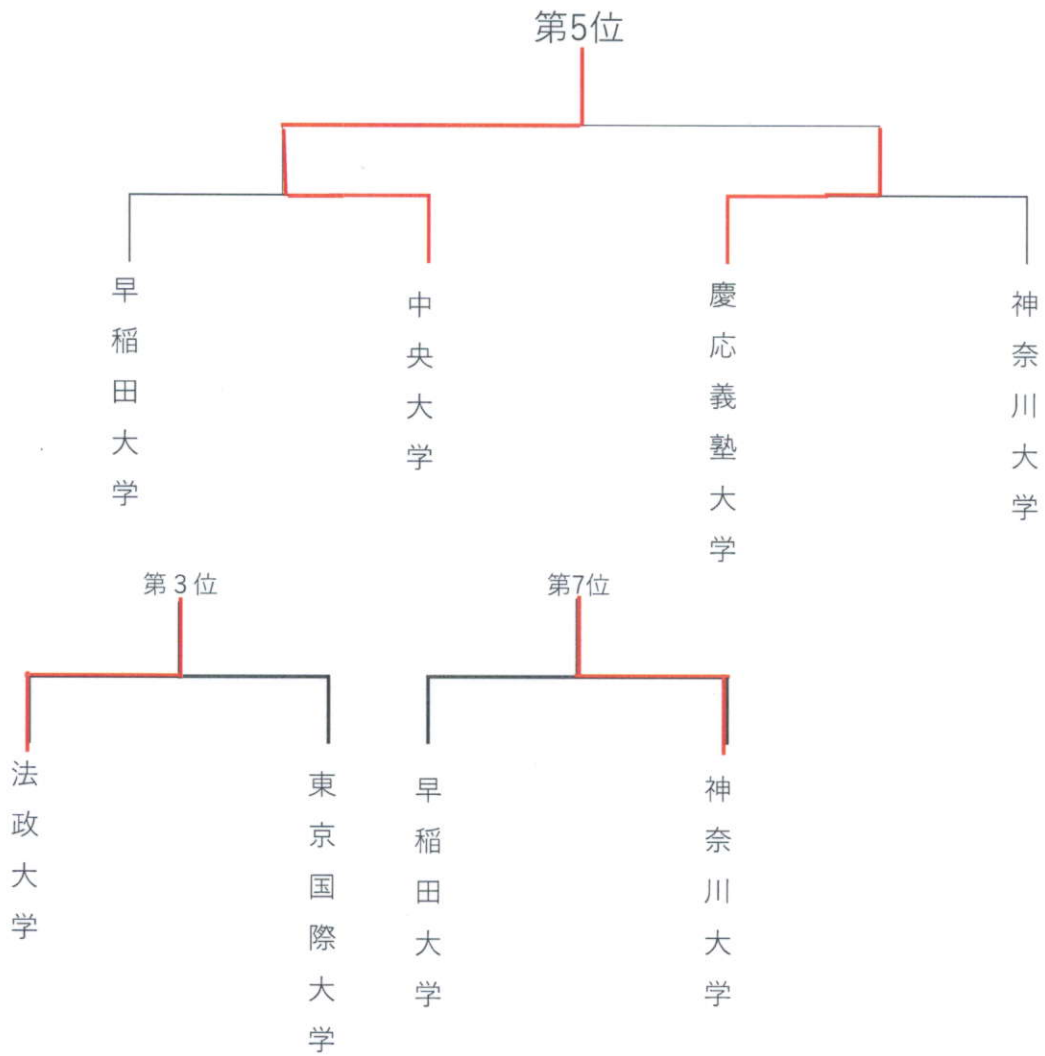 第5位
早稲田大学
中央大学
慶応義塾大学
神奈川大学
第３位
第7位
法政大学
東京国際大学
早稲田大学
神奈川大学